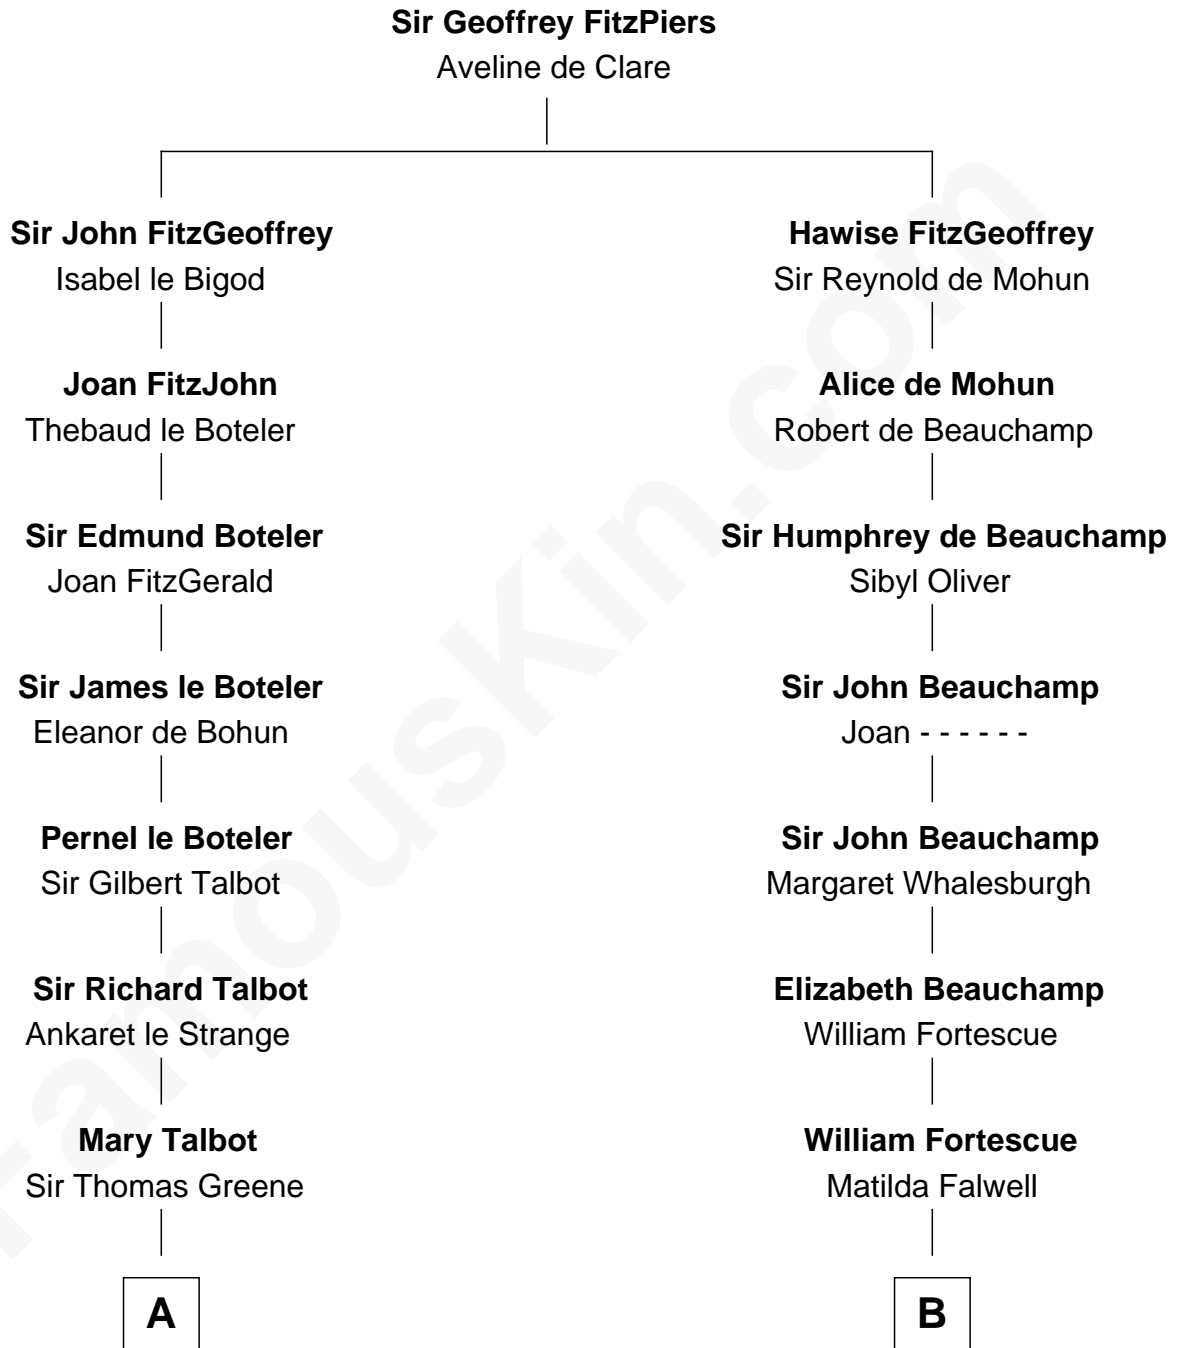 Sir Geoffrey FitzPiers
Aveline de Clare
Sir John FitzGeoffrey
Isabel le Bigod
Joan FitzJohn
Thebaud le Boteler
Sir Edmund Boteler
Joan FitzGerald
Sir James le Boteler
Eleanor de Bohun
Pernel le Boteler
Sir Gilbert Talbot
Sir Richard Talbot
Ankaret le Strange
Mary Talbot
Sir Thomas Greene
A
Hawise FitzGeoffrey
Sir Reynold de Mohun
Alice de Mohun
Robert de Beauchamp
Sir Humphrey de Beauchamp
Sibyl Oliver
Sir John Beauchamp
Joan - - - - - -
Sir John Beauchamp
Margaret Whalesburgh
Elizabeth Beauchamp
William Fortescue
William Fortescue
Matilda Falwell
B
FamousKin.com